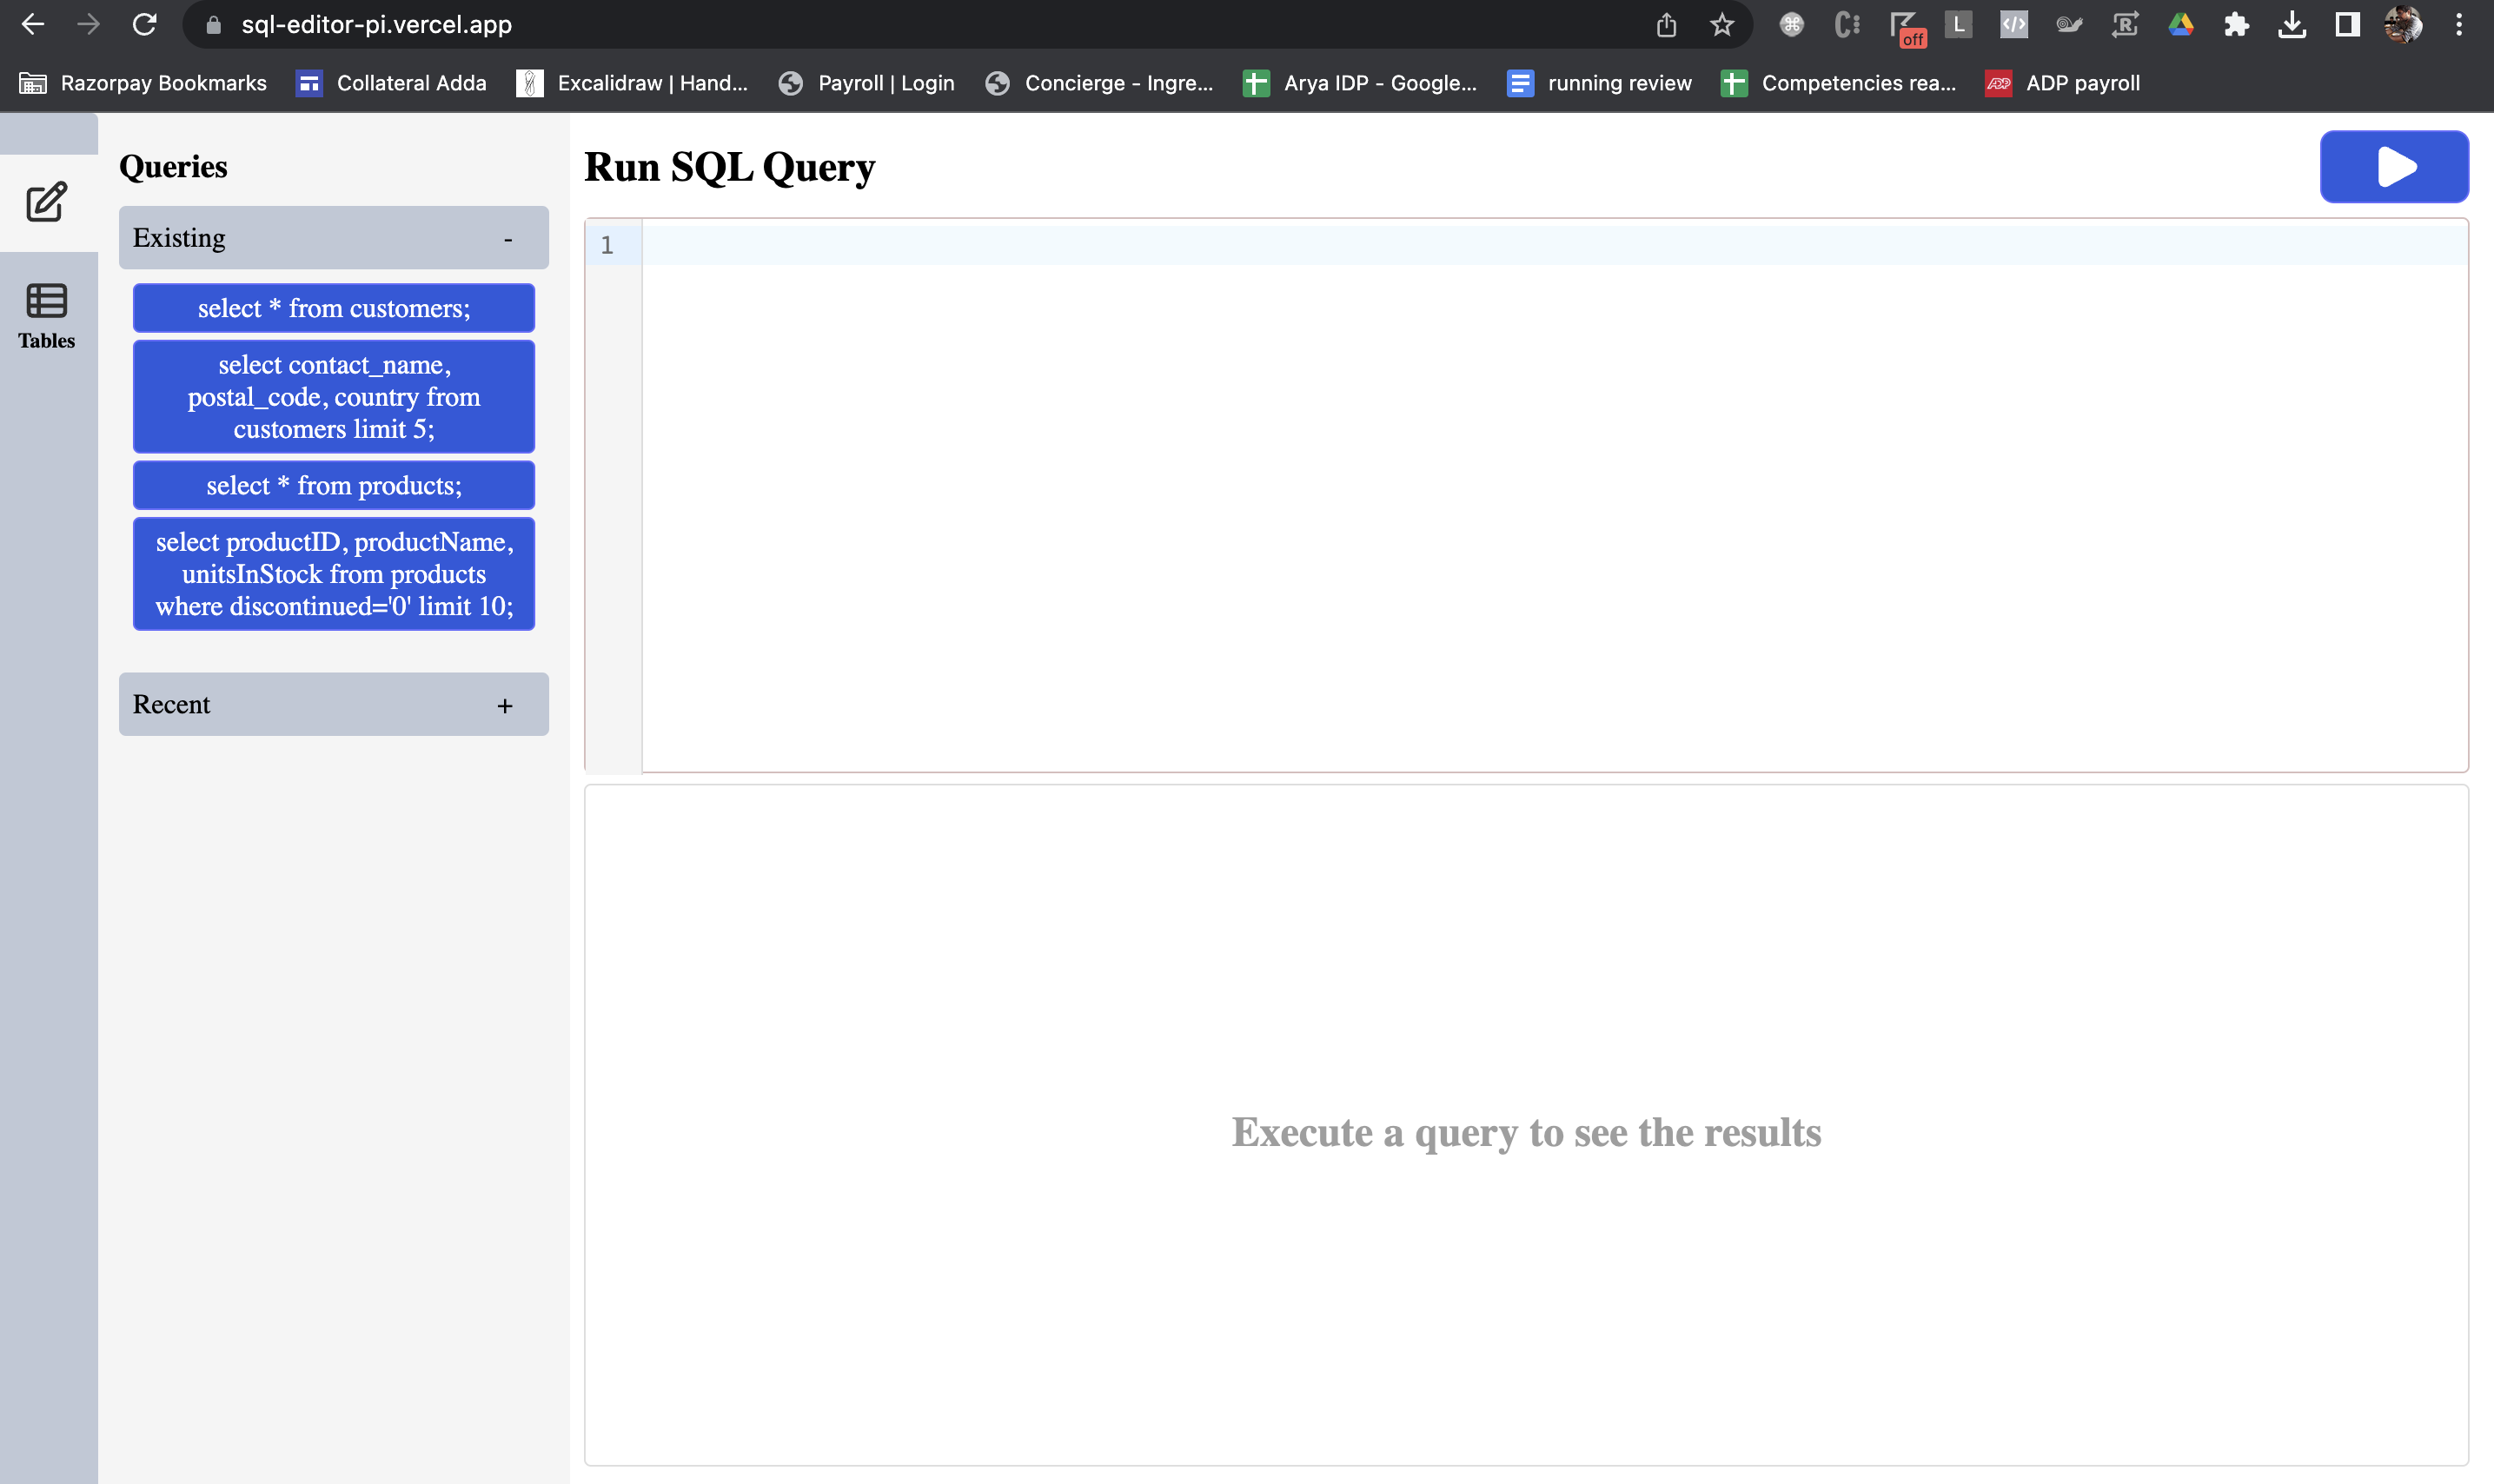 sql-editor-pi.vercel.app
off
L
R
Razorpay Bookmarks
Collateral Adda
Excalidraw | Hand...
Payroll | Login
Concierge - Ingre...
Arya IDP - Google...
running review
Competencies rea...
ADP
ADP payroll
Queries
Existing
-
select * from customers;
select contact_name,
postal_code, country from
customers limit 5;
select * from products;
select productID, productName,
unitsInStock from products
where discontinued='0' limit 10;
Recent
+
Tables
Run SQL Query
1
Execute a query to see the results